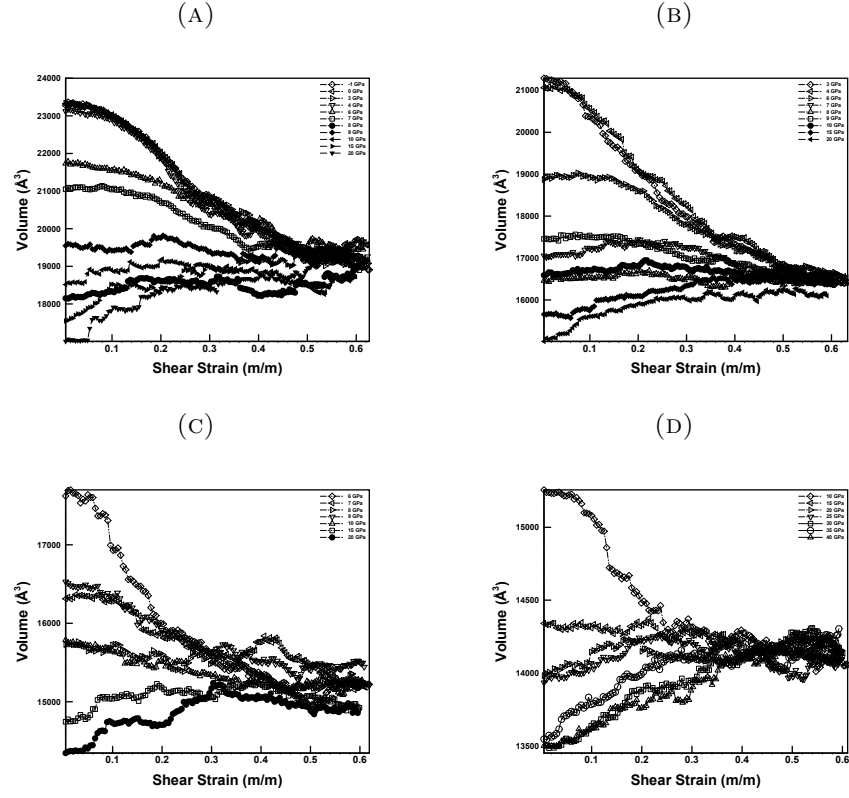 (A)
24000
23000
22000
21000
20000
19000
18000
Volume (Å³)
0.1 0.2 0.3 0.4 0.5 0.6
Shear Strain (m/m)
-1 GPa
0 GPa
3 GPa
4 GPa
6 GPa
7 GPa
8 GPa
9 GPa
10 GPa
15 GPa
20 GPa
(B)
21000
20000
19000
18000
17000
16000
Volume (Å³)
0.1 0.2 0.3 0.4 0.5 0.6
Shear Strain (m/m)
3 GPa
4 GPa
6 GPa
7 GPa
8 GPa
9 GPa
10 GPa
15 GPa
20 GPa
(C)
17000
16000
15000
Volume (Å³)
0.1 0.2 0.3 0.4 0.5 0.6
Shear Strain (m/m)
6 GPa
7 GPa
8 GPa
9 GPa
10 GPa
15 GPa
20 GPa
(D)
15000
14500
14000
13500
Volume (Å³)
0.1 0.2 0.3 0.4 0.5 0.6
Shear Strain (m/m)
10 GPa
15 GPa
20 GPa
25 GPa
30 GPa
35 GPa
40 GPa